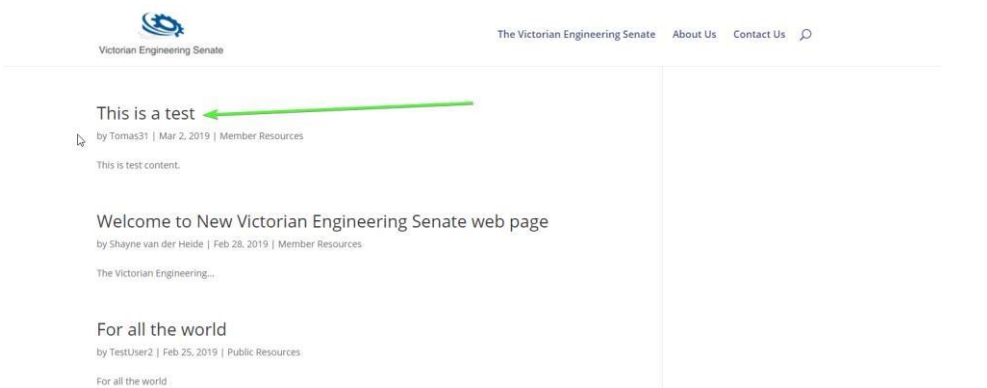 Victorian Engineering Senate
The Victorian Engineering Senate About Us Contact Us
This is a test
by Tomas31 | Mar 2, 2019 | Member Resources
This is test content.
Welcome to New Victorian Engineering Senate web page
by Shayne van der Heide | Feb 28, 2019 | Member Resources
The Victorian Engineering...
For all the world
by TestUser2 | Feb 25, 2019 | Public Resources
For all the world